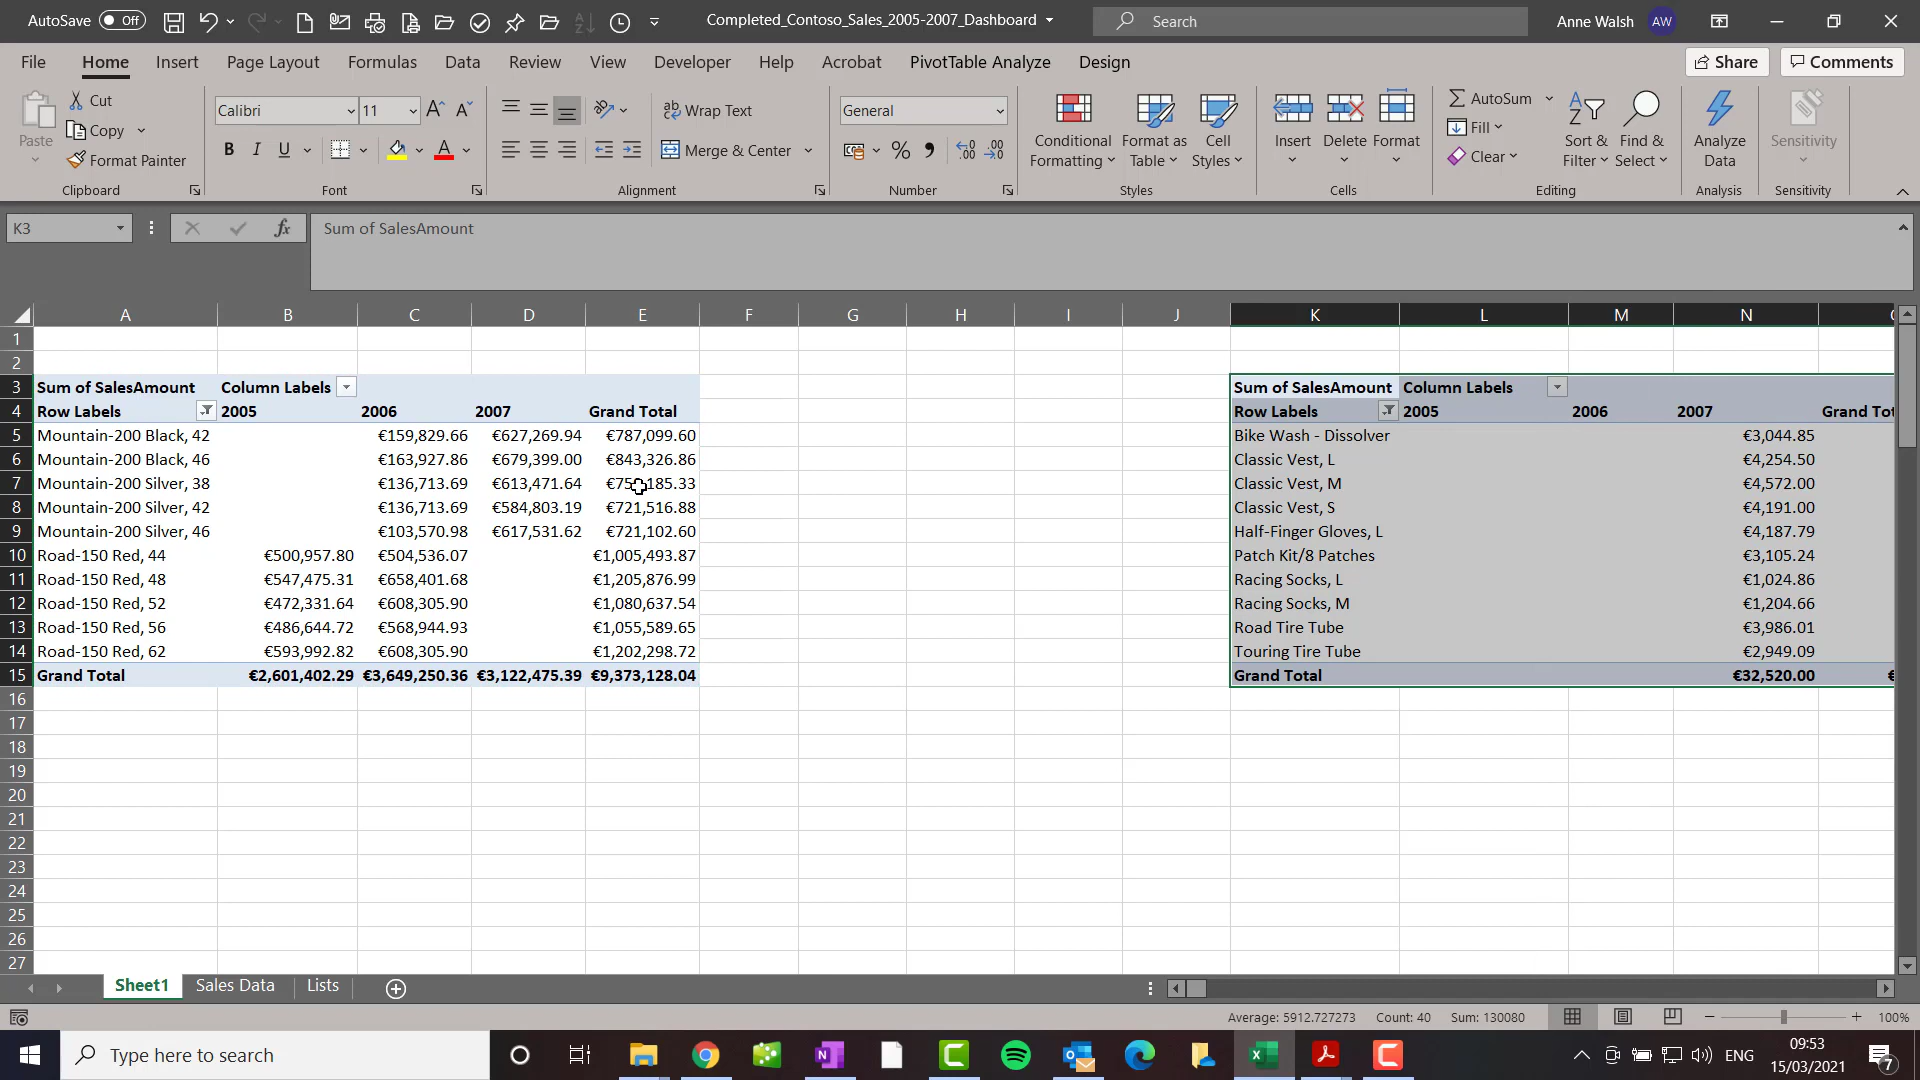 AutoSave Off Completed_Contoso_Sales_2005-2007_Dashboard Search Anne Walsh AW
File Home Insert Page Layout Formulas Data Review View Developer Help Acrobat PivotTable Analyze Design Share Comments
Paste Cut Copy Format Painter Clipboard
Calibri 11 B I U A Font
Wrap Text Merge & Center Alignment
General % Number
Conditional Formatting Format as Table Cell Styles Styles
Insert Delete Format Cells
AutoSum Fill Clear Sort & Filter Find & Select Editing
Analyze Data Analysis Sensitivity Sensitivity
K3 fx Sum of SalesAmount
A B C D E F G H I J K L M N
1
2
3 Sum of SalesAmount Column Labels Sum of SalesAmount Column Labels
4 Row Labels 2005 2006 2007 Grand Total Row Labels 2005 2006 2007 Grand Tot
5 Mountain-200 Black, 42 €159,829.66 €627,269.94 €787,099.60 Bike Wash - Dissolver €3,044.85
6 Mountain-200 Black, 46 €163,927.86 €679,399.00 €843,326.86 Classic Vest, L €4,254.50
7 Mountain-200 Silver, 38 €136,713.69 €613,471.64 185.33 Classic Vest, M €4,572.00
8 Mountain-200 Silver, 42 €136,713.69 €584,803.19 €721,516.88 Classic Vest, S €4,191.00
9 Mountain-200 Silver, 46 €103,570.98 €617,531.62 €721,102.60 Half-Finger Gloves, L €4,187.79
10 Road-150 Red, 44 €500,957.80 €504,536.07 €1,005,493.87 Patch Kit/8 Patches €3,105.24
11 Road-150 Red, 48 €547,475.31 €658,401.68 €1,205,876.99 Racing Socks, L €1,024.86
12 Road-150 Red, 52 €472,331.64 €608,305.90 €1,080,637.54 Racing Socks, M €1,204.66
13 Road-150 Red, 56 €486,644.72 €568,944.93 €1,055,589.65 Road Tire Tube €3,986.01
14 Road-150 Red, 62 €593,992.82 €608,305.90 €1,202,298.72 Touring Tire Tube €2,949.09
15 Grand Total €2,601,402.29 €3,649,250.36 €3,122,475.39 €9,373,128.04 Grand Total €32,520.00 €
16
17
18
19
20
21
22
23
24
25
26
27
Sheet1 Sales Data Lists
Average: 5912.727273 Count: 40 Sum: 130080 100%
Type here to search ENG 09:53
15/03/2021 7